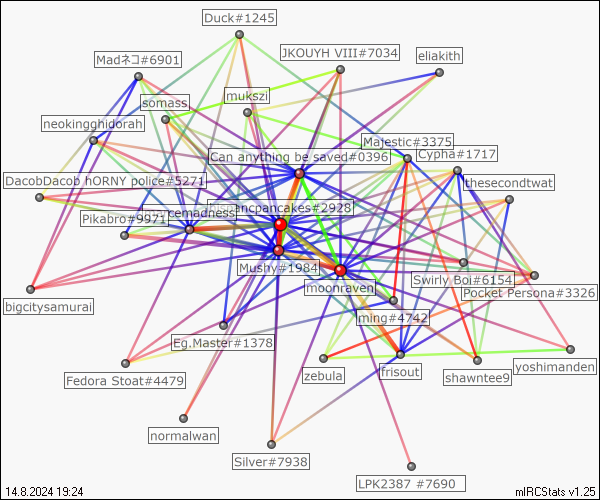 Duck#1245
JKOUYH VIII#7034
eliakith
Madネコ#6901
mukszi
somass
neokingghidorah
Majestic#3375
Cypha#1717
Can anything be saved#0396
DacobDacob hORNY police#5271
thesecondtwat
pancpancakes#2928
Pikabro#9971
cemadness
Mushy#1984
moonraven
Swirly Boi#6154
Pocket Persona#3326
bigcitysamurai
ming#4742
Eg.Master#1378
yoshimanden
zebula
frisout
shawntee9
Fedora Stoat#4479
normalwan
Silver#7938
LPK2387 #7690
14.8.2024 19:24
mIRCStats v1.25